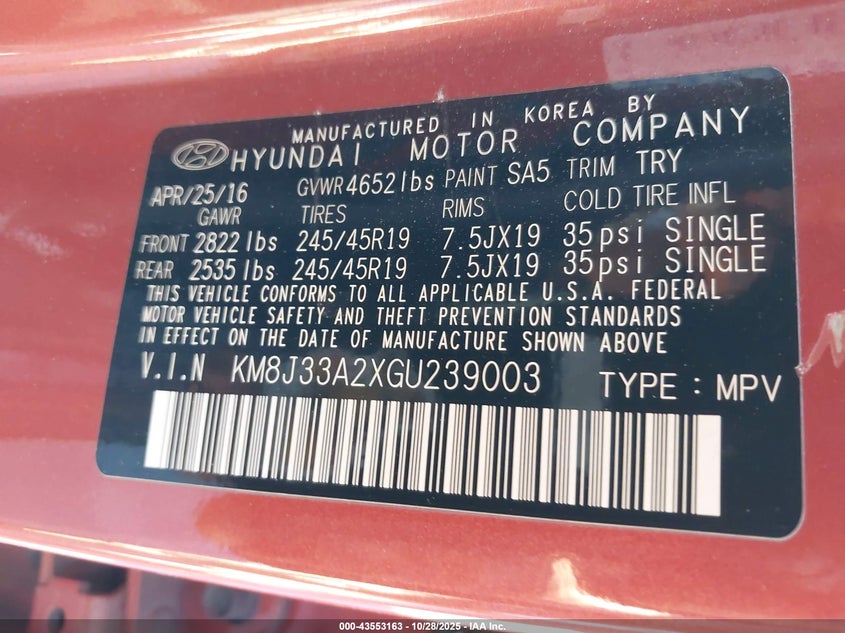 MANUFACTURED IN KOREA BY
HYUNDAI MOTOR COMPANY
APR/25/16 GVWR 4652 lbs PAINT SA5 TRIM TRY
GAWR TIRES RIMS COLD TIRE INFL
FRONT 2822 lbs 245/45R19 7.5JX19 35psi SINGLE
REAR 2535 lbs 245/45R19 7.5JX19 35psi SINGLE
THIS VEHICLE CONFORMS TO ALL APPLICABLE U.S.A. FEDERAL
MOTOR VEHICLE SAFETY AND THEFT PREVENTION STANDARDS
IN EFFECT ON THE DATE OF MANUFACTURE SHOWN ABOVE
V.I.N KM8J33A2XGU239003 TYPE : MPV
000-43553163 - 10/28/2025 - IAA Inc.